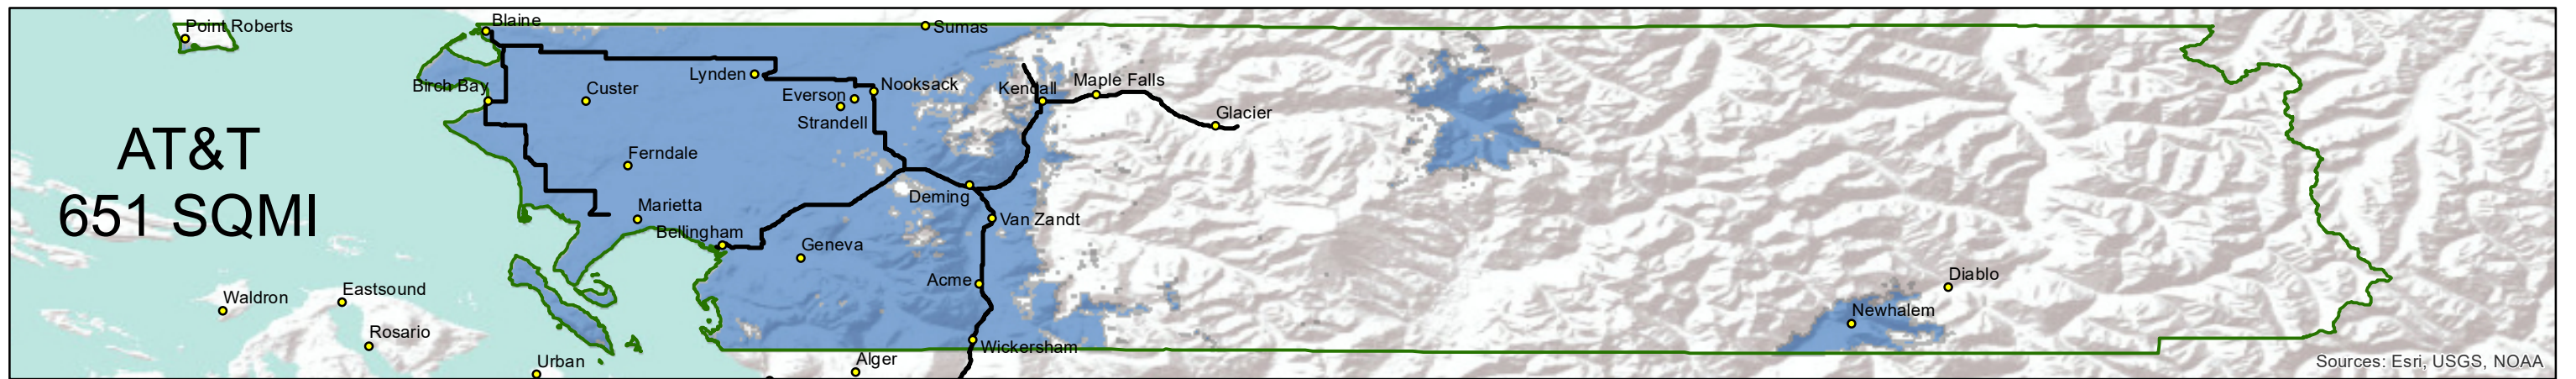 Point Roberts
Blaine
Sumas
Lynden
Birch Bay
Custer
Everson
Nooksack
Kendall
Maple Falls
Strandell
Glacier
AT&T
651 SQMI
Ferndale
Deming
Marietta
Van Zandt
Bellingham
Geneva
Acme
Diablo
Waldron
Eastsound
Newhalem
Rosario
Wickersham
Urban
Alger
Sources: Esri, USGS, NOAA